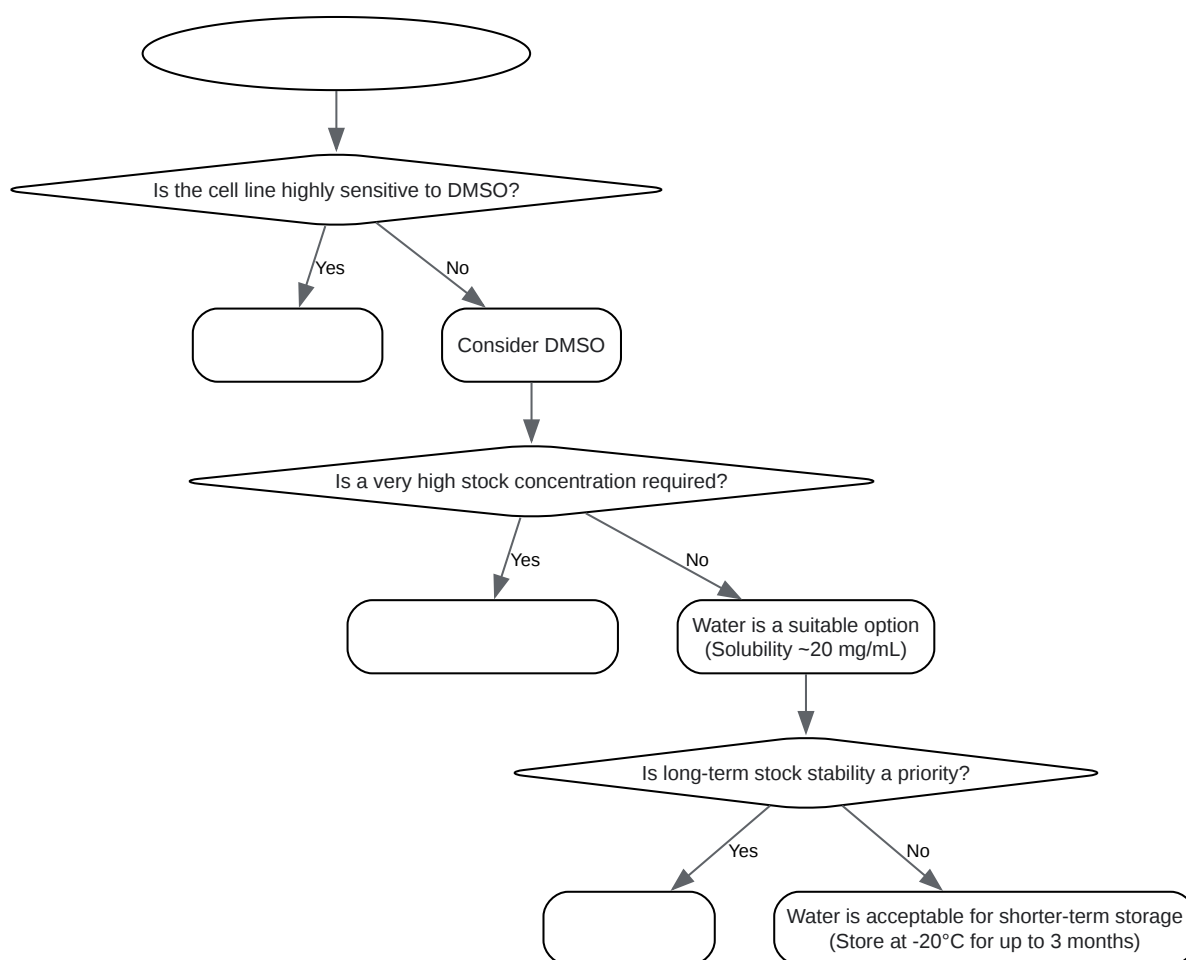 Is the cell line highly sensitive to DMSO?
Yes
No
Consider DMSO
Is a very high stock concentration required?
Yes
No
Water is a suitable option
(Solubility ~20 mg/mL)
Is long-term stock stability a priority?
Yes
No
Water is acceptable for shorter-term storage
(Store at -20°C for up to 3 months)